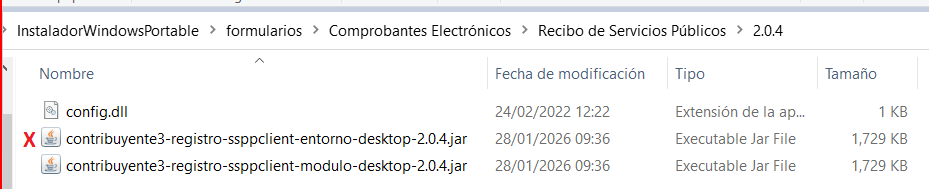 InstaladorWindowsPortable > formularios > Comprobantes Electrónicos > Recibo de Servicios Públicos > 2.0.4
Nombre Fecha de modificación Tipo Tamaño
config.dll 24/02/2022 12:22 Extensión de la ap... 1 KB
X contribuyente3-registro-ssppclient-entorno-desktop-2.0.4.jar 28/01/2026 09:36 Executable Jar File 1,729 KB
contribuyente3-registro-ssppclient-modulo-desktop-2.0.4.jar 28/01/2026 09:36 Executable Jar File 1,729 KB